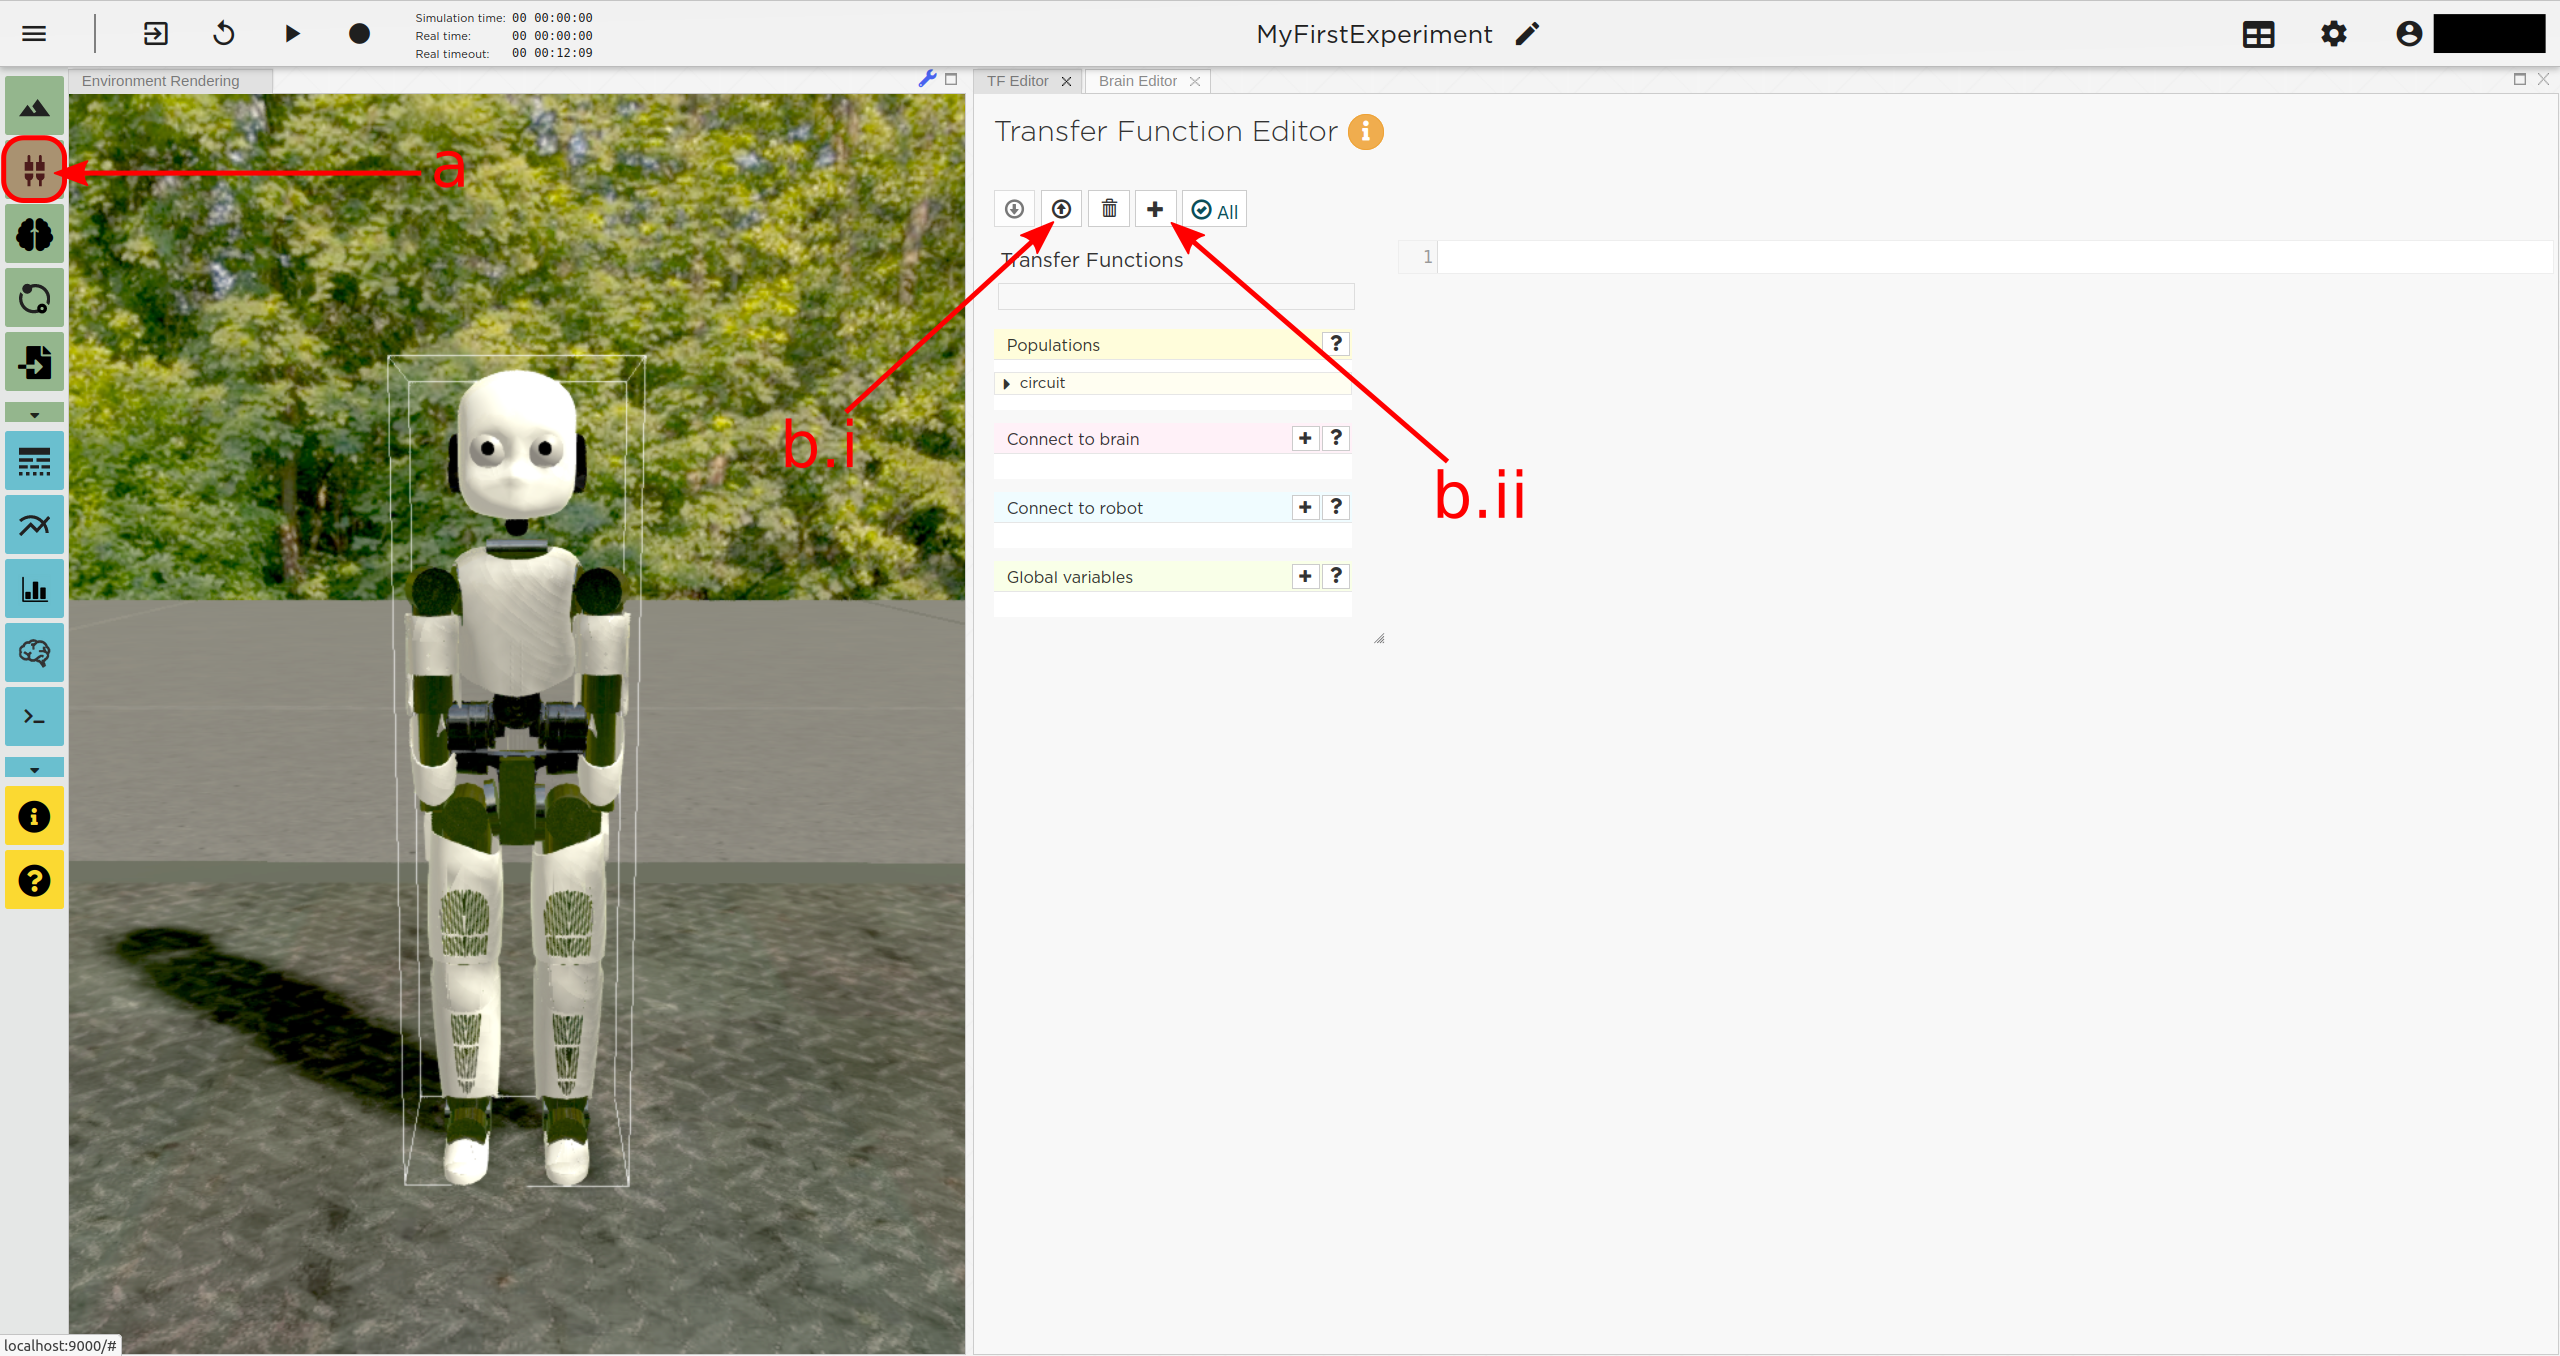 Simulation time: 00 00:00:00
Real time: 00 00:00:00
Real timeout: 00 00:12:09
MyFirstExperiment
Environment Rendering
TF Editor
Brain Editor
Transfer Function Editor
a
All
Transfer Functions
1
Populations ?
circuit
b.i
Connect to brain + ?
b.ii
Connect to robot + ?
Global variables + ?
localhost:9000/#